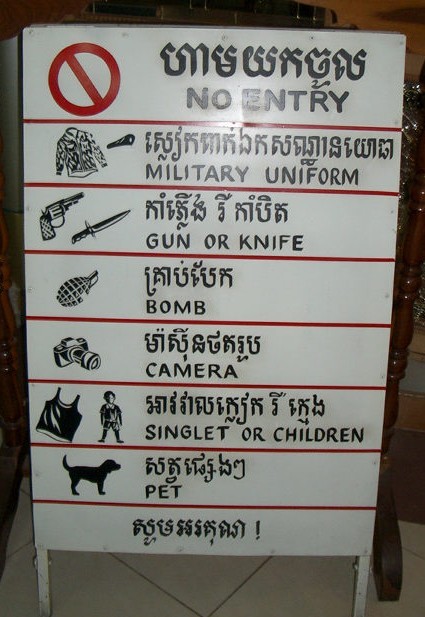 ហាមយកចូល
NO ENTRY
ស្លៀកពាក់ឯកសណ្ឋានយោធា
MILITARY UNIFORM
កាំភ្លើង រឺ កាំបិត
GUN OR KNIFE
គ្រាប់បែក
BOMB
ម៉ាស៊ីនថតរូប
CAMERA
អាវវាលក្លៀក រឺ ក្មេង
SINGLET OR CHILDREN
សត្វផ្សេងៗ
PET
សូមអរគុណ !